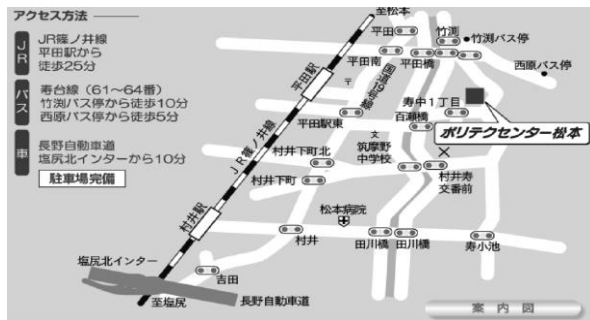 アクセス方法
JR
JR篠ノ井線
平田駅から
徒歩25分
バス
寿台線(61～64番)
竹渕バス停から徒歩10分
西原バス停から徒歩5分
車
長野自動車道
塩尻北インターから10分
駐車場完備
至松本
平田
竹渕
竹渕バス停
平田南
平田橋
西原バス停
平田駅
国道19号線
〒
寿中1丁目
百瀬橋
平田駅東
ポリテクセンター松本
文
筑摩野
中学校
JR篠ノ井線
村井下町北
村井下町
村井寿
交番前
村井駅
松本病院
村井
田川橋
田川橋
寿小池
塩尻北インター
吉田
至塩尻
長野自動車道
案内図